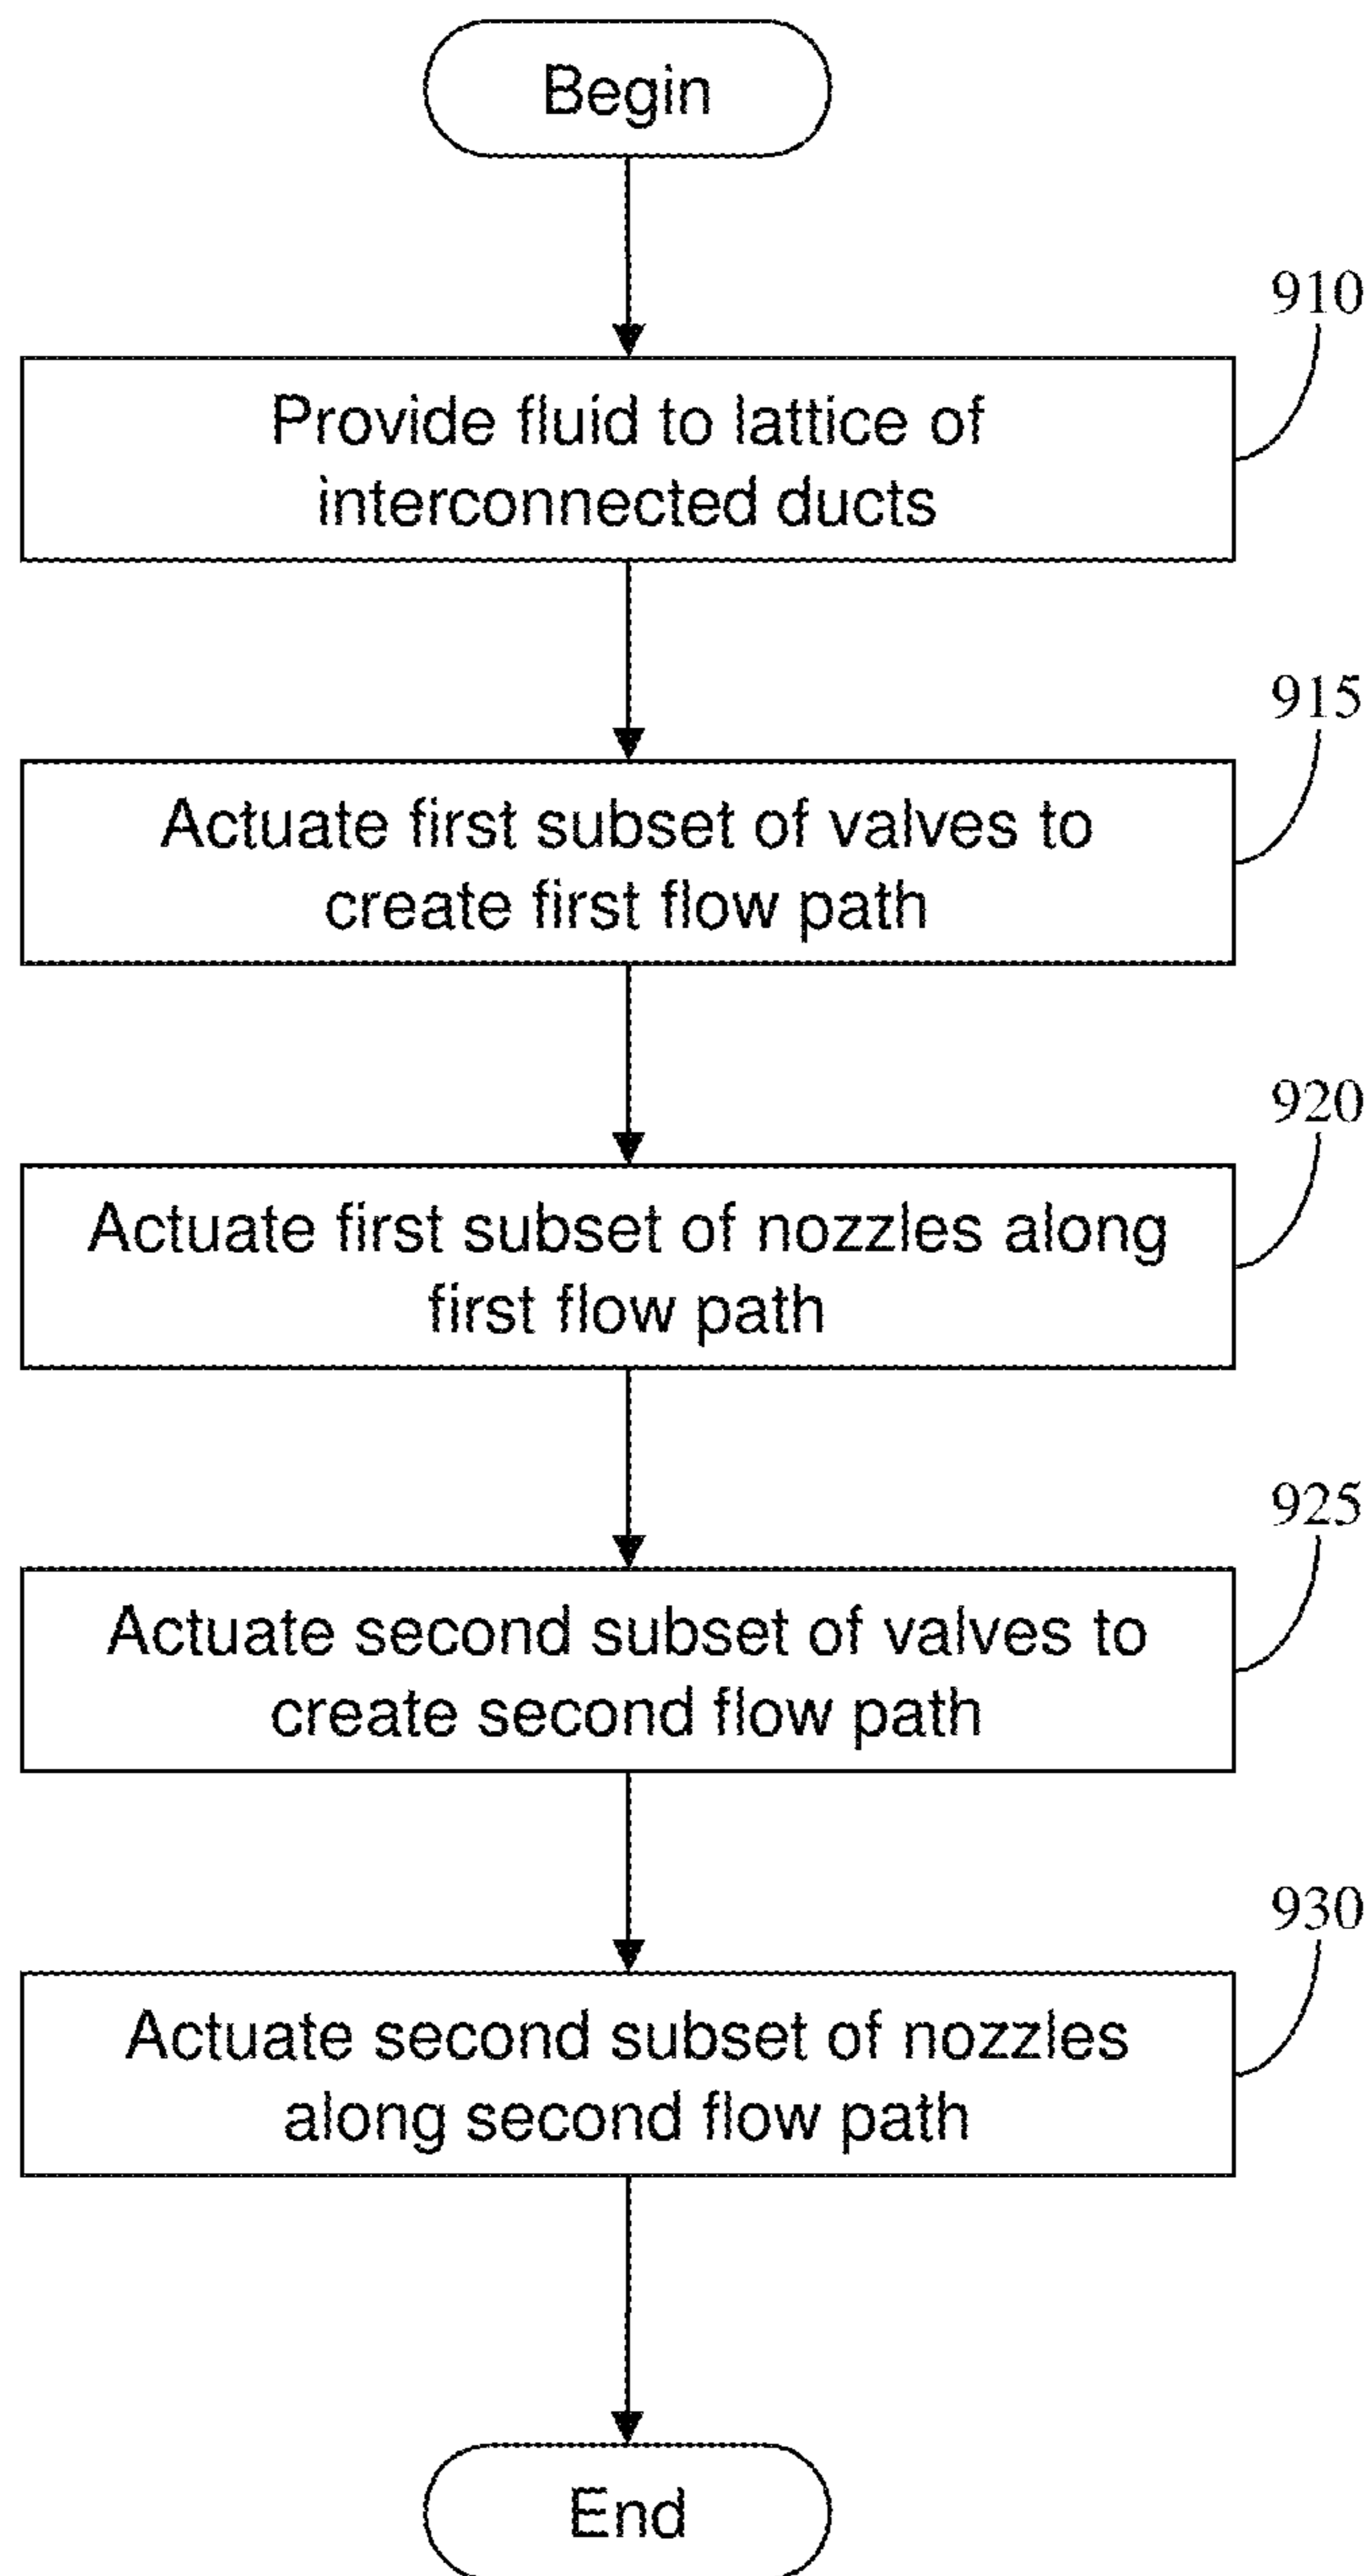 Begin
910
Provide fluid to lattice of
interconnected ducts
915
Actuate first subset of valves to
create first flow path
920
Actuate first subset of nozzles along
first flow path
925
Actuate second subset of valves to
create second flow path
930
Actuate second subset of nozzles
along second flow path
End